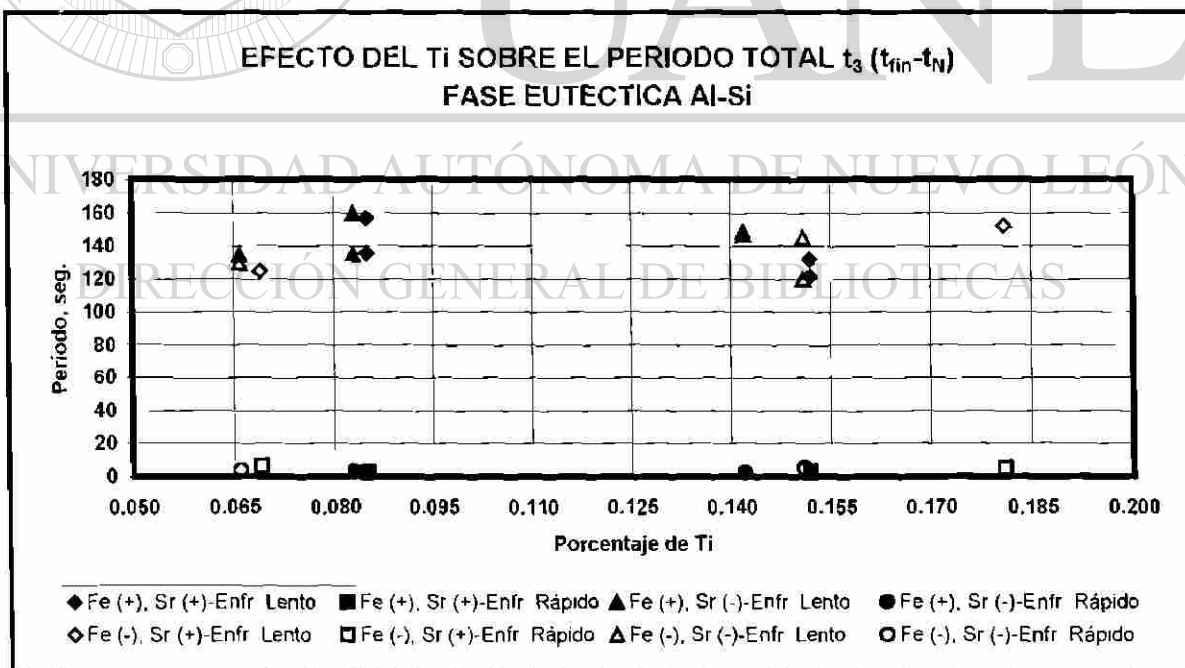 UANL
EFECTO DEL Ti SOBRE EL PERIODO TOTAL t3 (tfin-tN)
FASE EUTÉCTICA Al-Si
UNIVERSIDAD AUTÓNOMA DE NUEVO LEÓN
DIRECCIÓN GENERAL DE BIBLIOTECAS
Período, seg.
180
160
140
120
100
80
60
40
20
0
0.050 0.065 0.080 0.095 0.110 0.125 0.140 0.155 0.170 0.185 0.200
Porcentaje de Ti
Fe (+), Sr (+)-Enfr Lento Fe (+), Sr (+)-Enfr Rápido Fe (+), Sr (-)-Enfr Lento Fe (+), Sr (-)-Enfr Rápido
Fe (-), Sr (+)-Enfr Lento Fe (-), Sr (+)-Enfr Rápido Fe (-), Sr (-)-Enfr Lento Fe (-), Sr (-)-Enfr Rápido